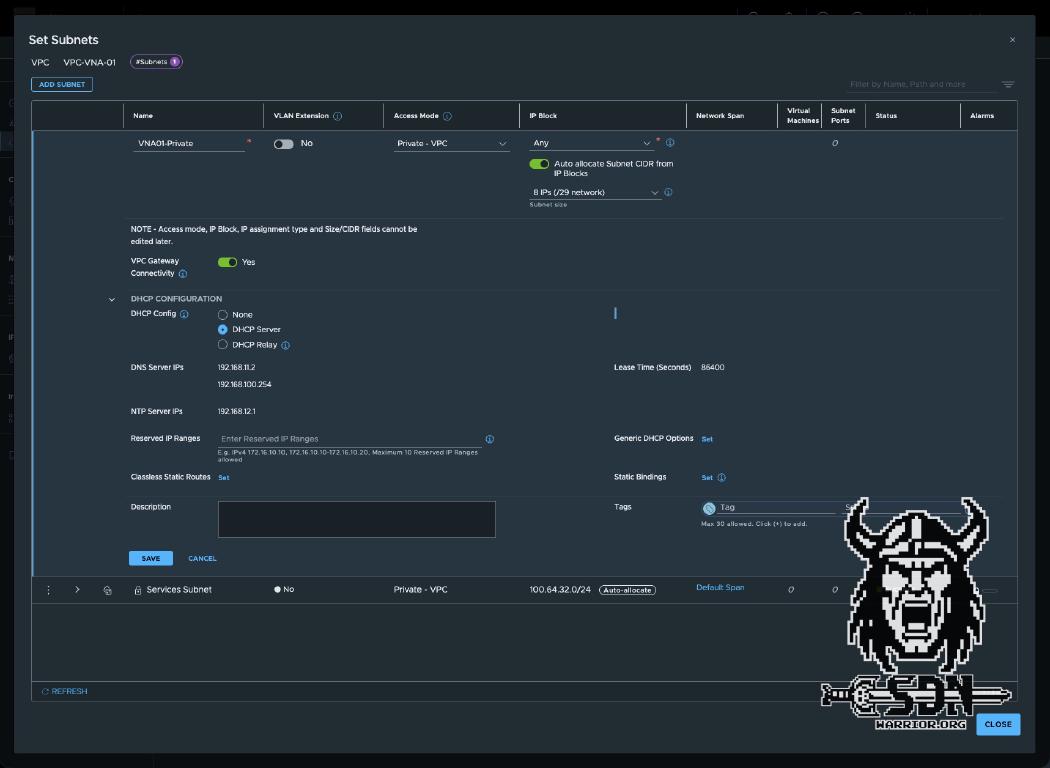 Set Subnets
VPC VPC-VNA-01 #Subnets 1
ADD SUBNET
Filter by Name, Path and more
Name
VLAN Extension
Access Mode
IP Block
Network Span
Virtual Machines
Subnet Ports
Status
Alarms
VNA01-Private *
No
Private - VPC
Any *
0
Auto allocate Subnet CIDR from
IP Blocks
8 IPs (/29 network)
Subnet size
NOTE - Access mode, IP Block, IP assignment type and Size/CIDR fields cannot be
edited later.
VPC Gateway
Connectivity
Yes
DHCP CONFIGURATION
DHCP Config
None
DHCP Server
DHCP Relay
DNS Server IPs 192.168.11.2
192.168.100.254
Lease Time (Seconds) 86400
NTP Server IPs 192.168.12.1
Reserved IP Ranges Enter Reserved IP Ranges
E.g. IPv4 172.16.10.10, 172.16.10.10-172.16.10.20, Maximum 10 Reserved IP Ranges
allowed
Generic DHCP Options Set
Classless Static Routes Set
Static Bindings Set
Description
Tags Tag
Max 30 allowed. Click (+) to add.
SAVE CANCEL
Services Subnet No Private - VPC 100.64.32.0/24 Auto-allocate Default Span 0 0
REFRESH
SDN
WARRIOR.ORG
CLOSE